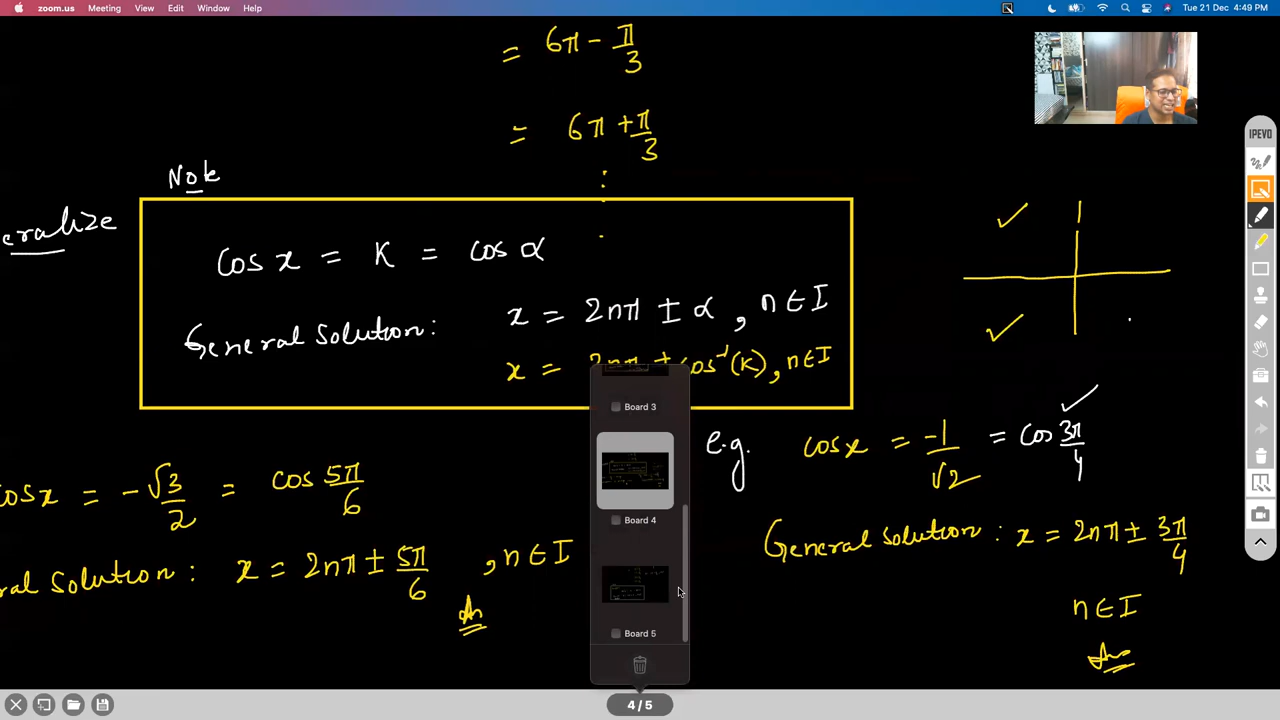 zoom.us Meeting View Edit Window Help Tue 21 Dec 4:49 PM
= 6π - π/3
= 6π + π/3
Note
eralize
cos x = K = cos α
General Solution: x = 2nπ ± α, n ∈ I
x = 2nπ ± cos⁻¹(K), n ∈ I
IPEVO
Board 3
e.g. cosx = -1/√2 = cos 3π/4
cosx = -√3/2 = cos 5π/6
Board 4
General Solution: x = 2nπ ± 3π/4
n ∈ I
Ans
ral Solution: x = 2nπ ± 5π/6, n ∈ I
An
Board 5
4 / 5